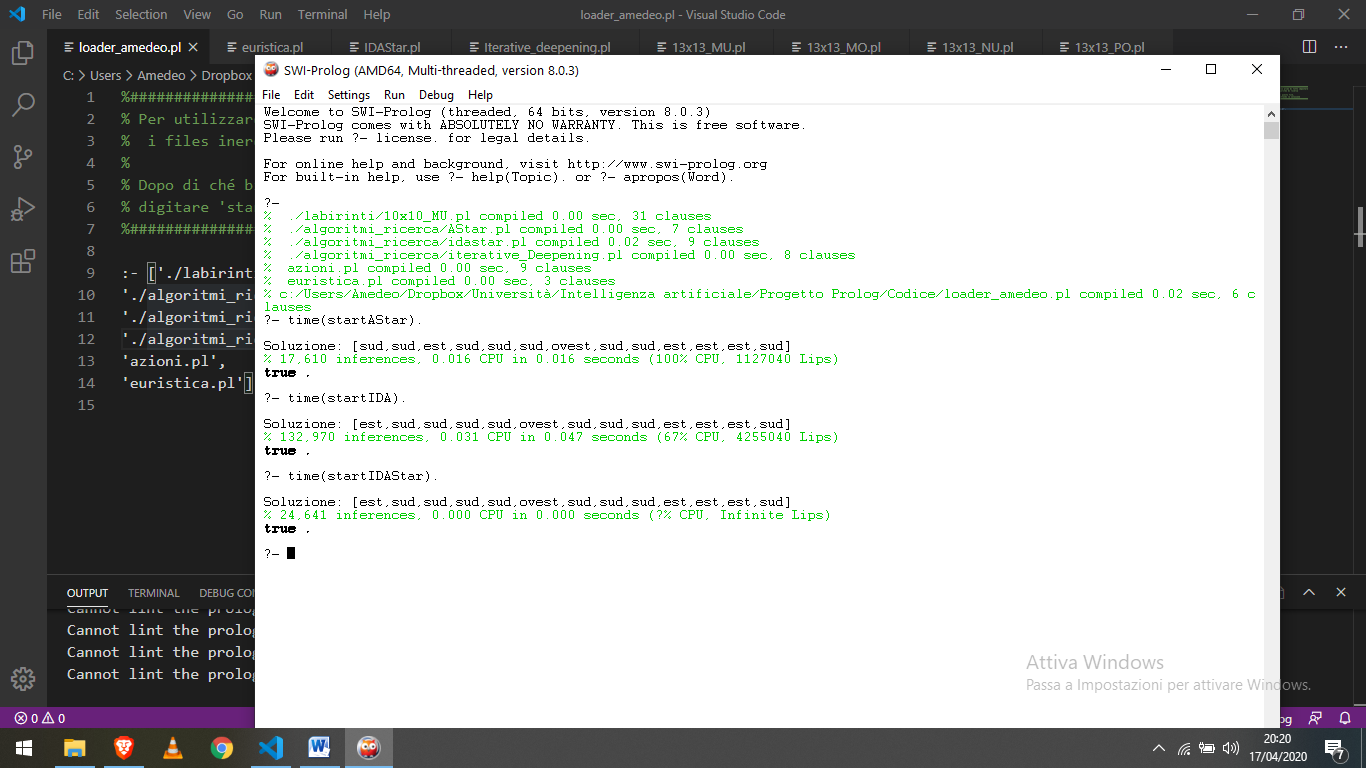 File Edit Selection View Go Run Terminal Help loader_amedeo.pl - Visual Studio Code
loader_amedeo.pl euristica.pl IDAStar.pl Iterative_deepening.pl 13x13_MU.pl 13x13_MO.pl 13x13_NU.pl 13x13_PO.pl
C: > Users > Amedeo > Dropbox
1 %##############
2 % Per utilizzar
3 % i files iner
4 %
5 % Dopo di ché b
6 % digitare 'sta
7 %##############
8
9 :- ['./labirint
10 './algoritmi_ri
11 './algoritmi_ri
12 './algoritmi_ri
13 'azioni.pl',
14 'euristica.pl']
15
SWI-Prolog (AMD64, Multi-threaded, version 8.0.3)
File Edit Settings Run Debug Help
Welcome to SWI-Prolog (threaded, 64 bits, version 8.0.3)
SWI-Prolog comes with ABSOLUTELY NO WARRANTY. This is free software.
Please run ?- license. for legal details.
For online help and background, visit http://www.swi-prolog.org
For built-in help, use ?- help(Topic). or ?- apropos(Word).
?-
% ./labirinti/10x10_MU.pl compiled 0.00 sec, 31 clauses
% ./algoritmi_ricerca/AStar.pl compiled 0.00 sec, 7 clauses
% ./algoritmi_ricerca/idastar.pl compiled 0.02 sec, 9 clauses
% ./algoritmi_ricerca/iterative_Deepening.pl compiled 0.00 sec, 8 clauses
% azioni.pl compiled 0.00 sec, 9 clauses
% euristica.pl compiled 0.00 sec, 3 clauses
% c:/Users/Amedeo/Dropbox/Università/Intelligenza artificiale/Progetto Prolog/Codice/loader_amedeo.pl compiled 0.02 sec, 6 c
lauses
?- time(startAStar).
Soluzione: [sud,sud,est,sud,sud,sud,ovest,sud,sud,est,est,est,sud]
% 17,610 inferences, 0.016 CPU in 0.016 seconds (100% CPU, 1127040 Lips)
true .
?- time(startIDA).
Soluzione: [est,sud,sud,sud,sud,ovest,sud,sud,sud,est,est,est,sud]
% 132,970 inferences, 0.031 CPU in 0.047 seconds (67% CPU, 4255040 Lips)
true .
?- time(startIDAStar).
Soluzione: [est,sud,sud,sud,sud,ovest,sud,sud,sud,est,est,est,sud]
% 24,641 inferences, 0.000 CPU in 0.000 seconds (?% CPU, Infinite Lips)
true .
?-
OUTPUT TERMINAL DEBUG CO
Cannot lint the prolo
Cannot lint the prolo
Cannot lint the prolo
Cannot lint the prolo
Attiva Windows
Passa a Impostazioni per attivare Windows.
0 0 og
20:20
17/04/2020
7